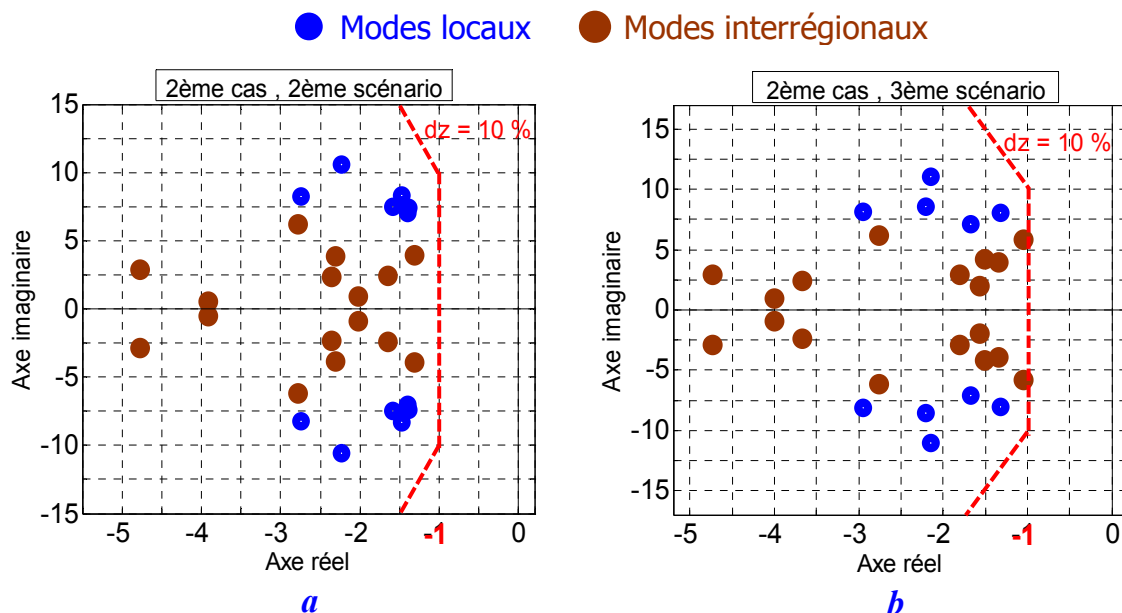 Modes locaux Modes interrégionaux
2ème cas , 2ème scénario
dz = 10 %
15
10
5
0
-5
-10
-15
Axe imaginaire
-5 -4 -3 -2 -1 0
Axe réel
a
2ème cas , 3ème scénario
dz = 10 %
15
10
5
0
-5
-10
-15
Axe imaginaire
-5 -4 -3 -2 -1 0
Axe réel
b